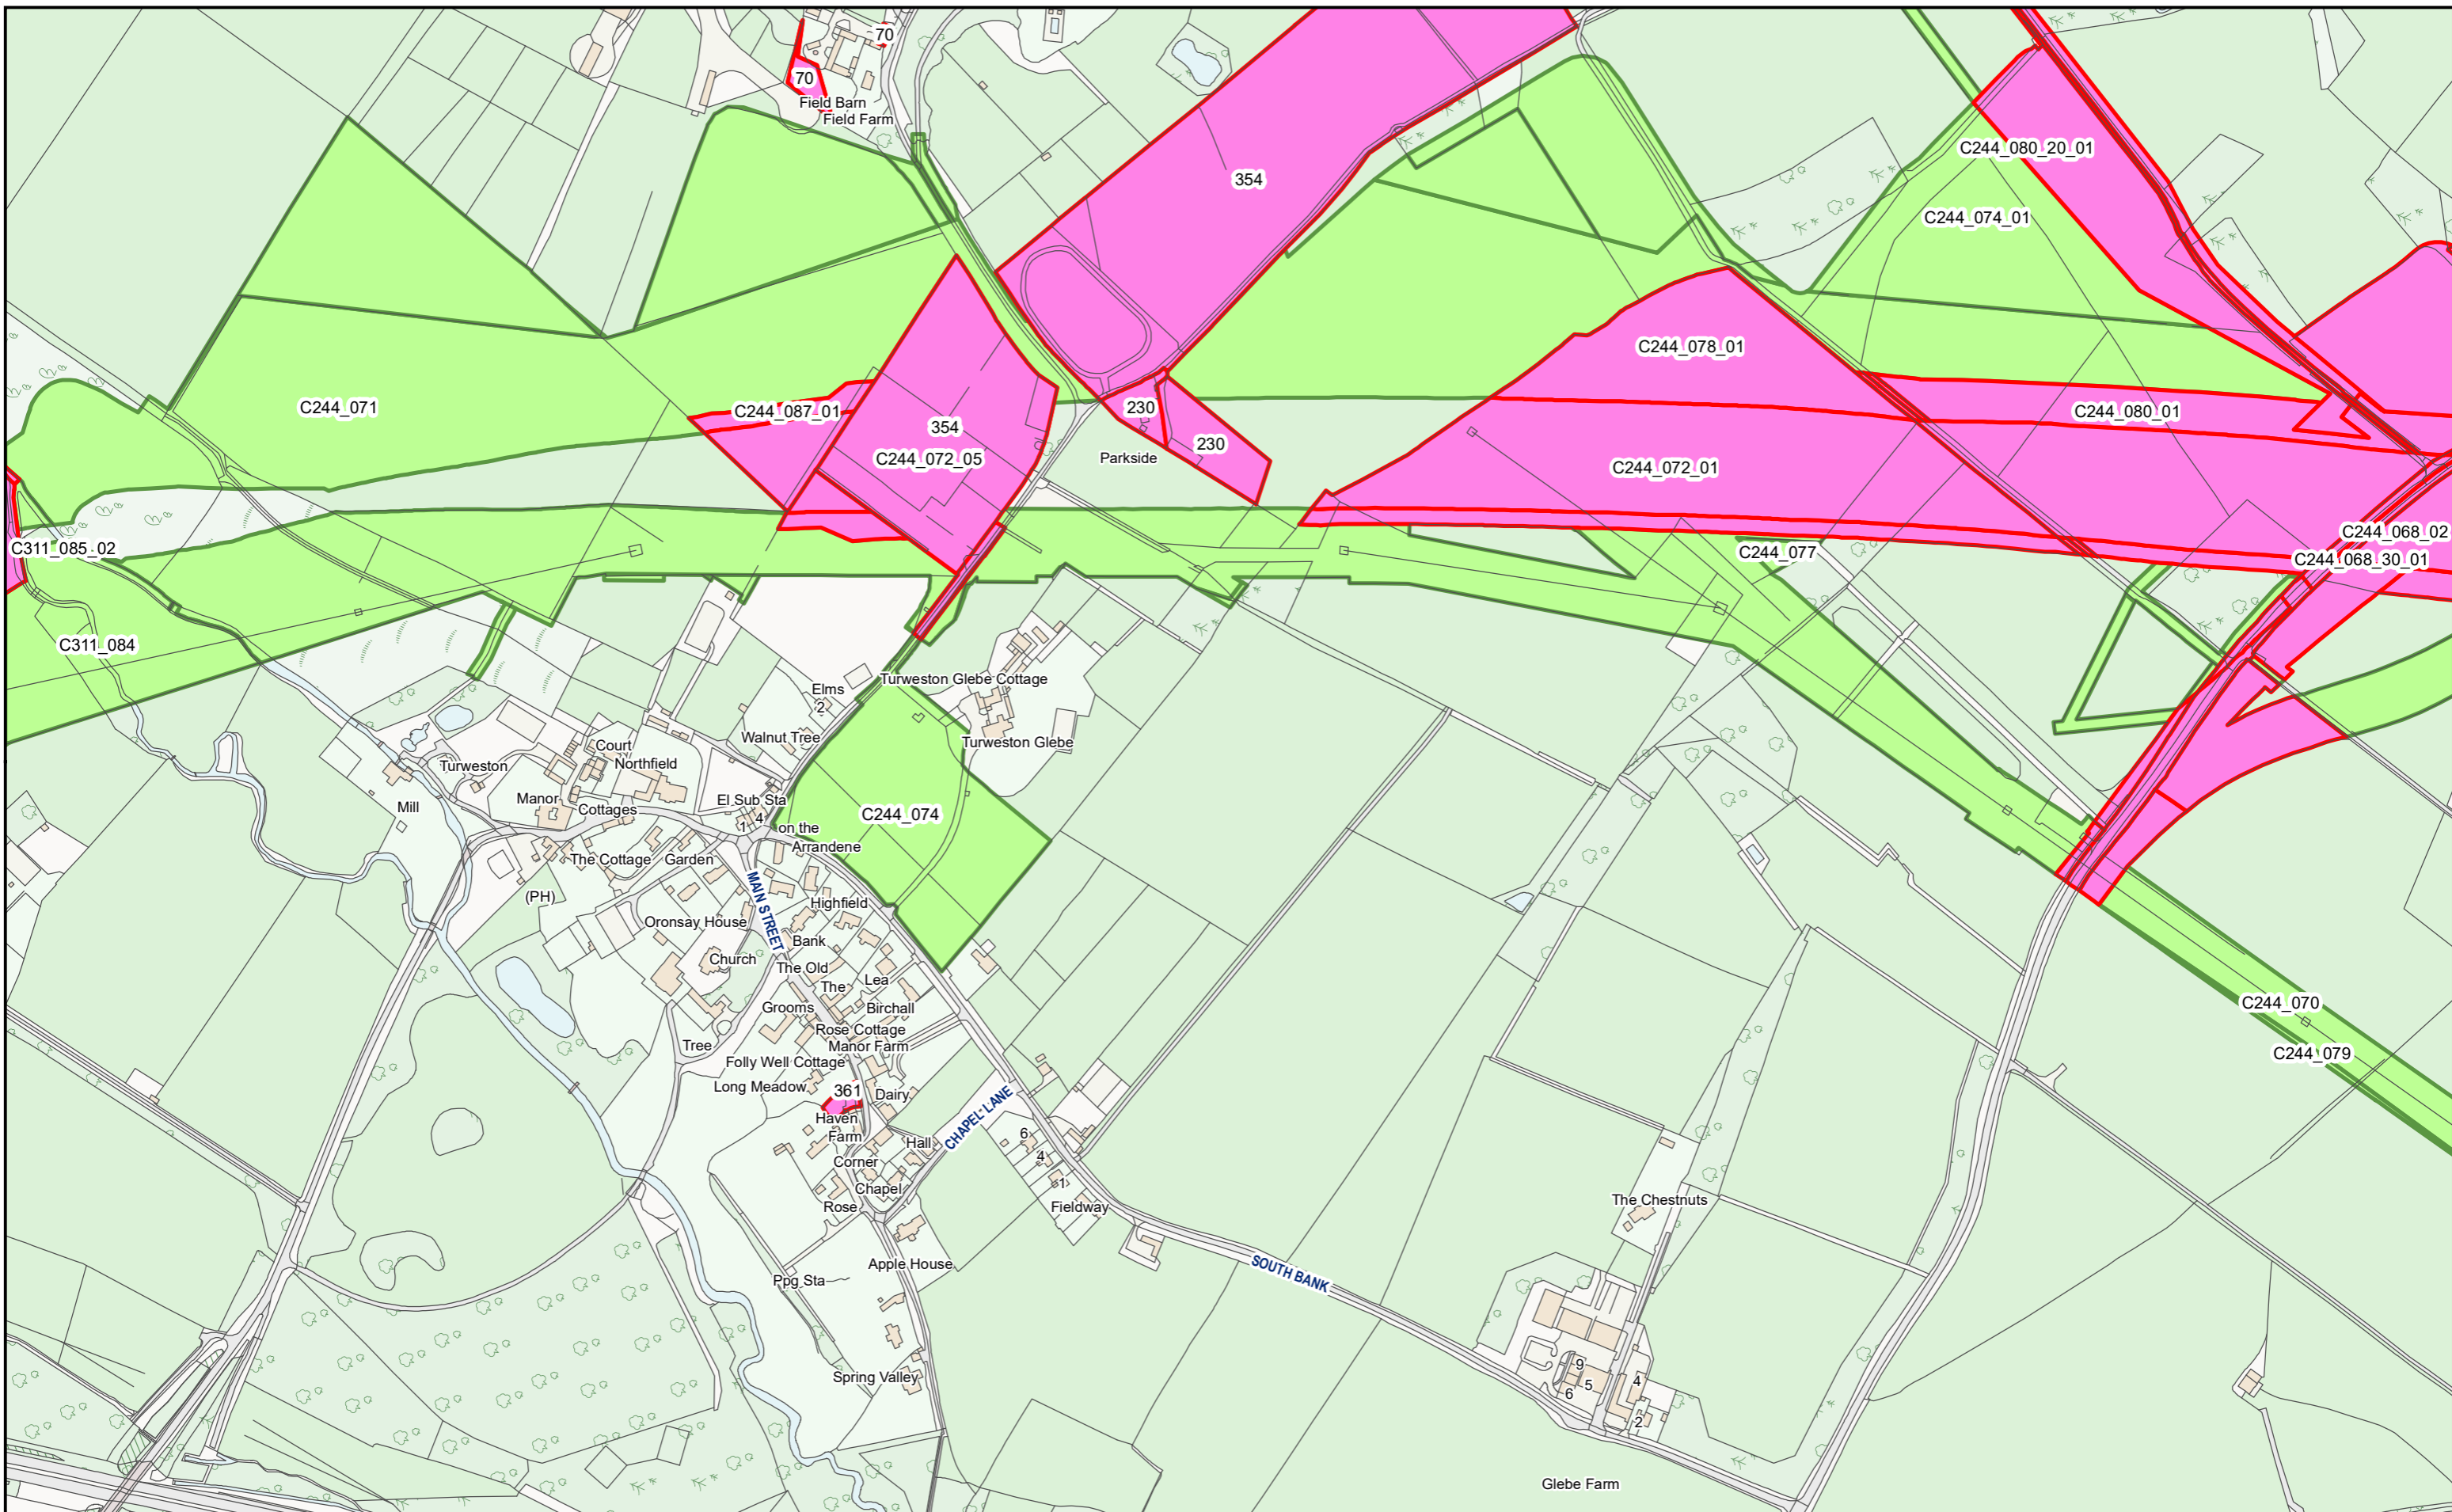 70
70
Field Barn
Field Farm
C244_080_20_01
354
C244_074_01
C244_078_01
C244_071
C244_087_01
230
C244_080_01
354
230
C244_072_05
Parkside
C244_072_01
C244_068_02
C311_085_02
C244_077
C244_068_30_01
C311_084
Turweston Glebe Cottage
Elms
2
Walnut Tree
Turweston Glebe
Court
Northfield
Turweston
Manor
El Sub Sta
Mill
Cottages
C244_074
1
4
on the
Arrandene
The Cottage
Garden
MAIN STREET
(PH)
Highfield
Oronsay House
Bank
Church
The Old
Lea
The
Grooms
Birchall
C244_070
Rose Cottage
Tree
Manor Farm
C244_079
Folly Well Cottage
Long Meadow
361
Dairy
CHAPEL LANE
Haven
Farm
Hall
6
4
Corner
Chapel
1
Rose
Fieldway
The Chestnuts
Apple House
SOUTH BANK
Ppg Sta
Spring Valley
9
5
6
4
2
Glebe Farm